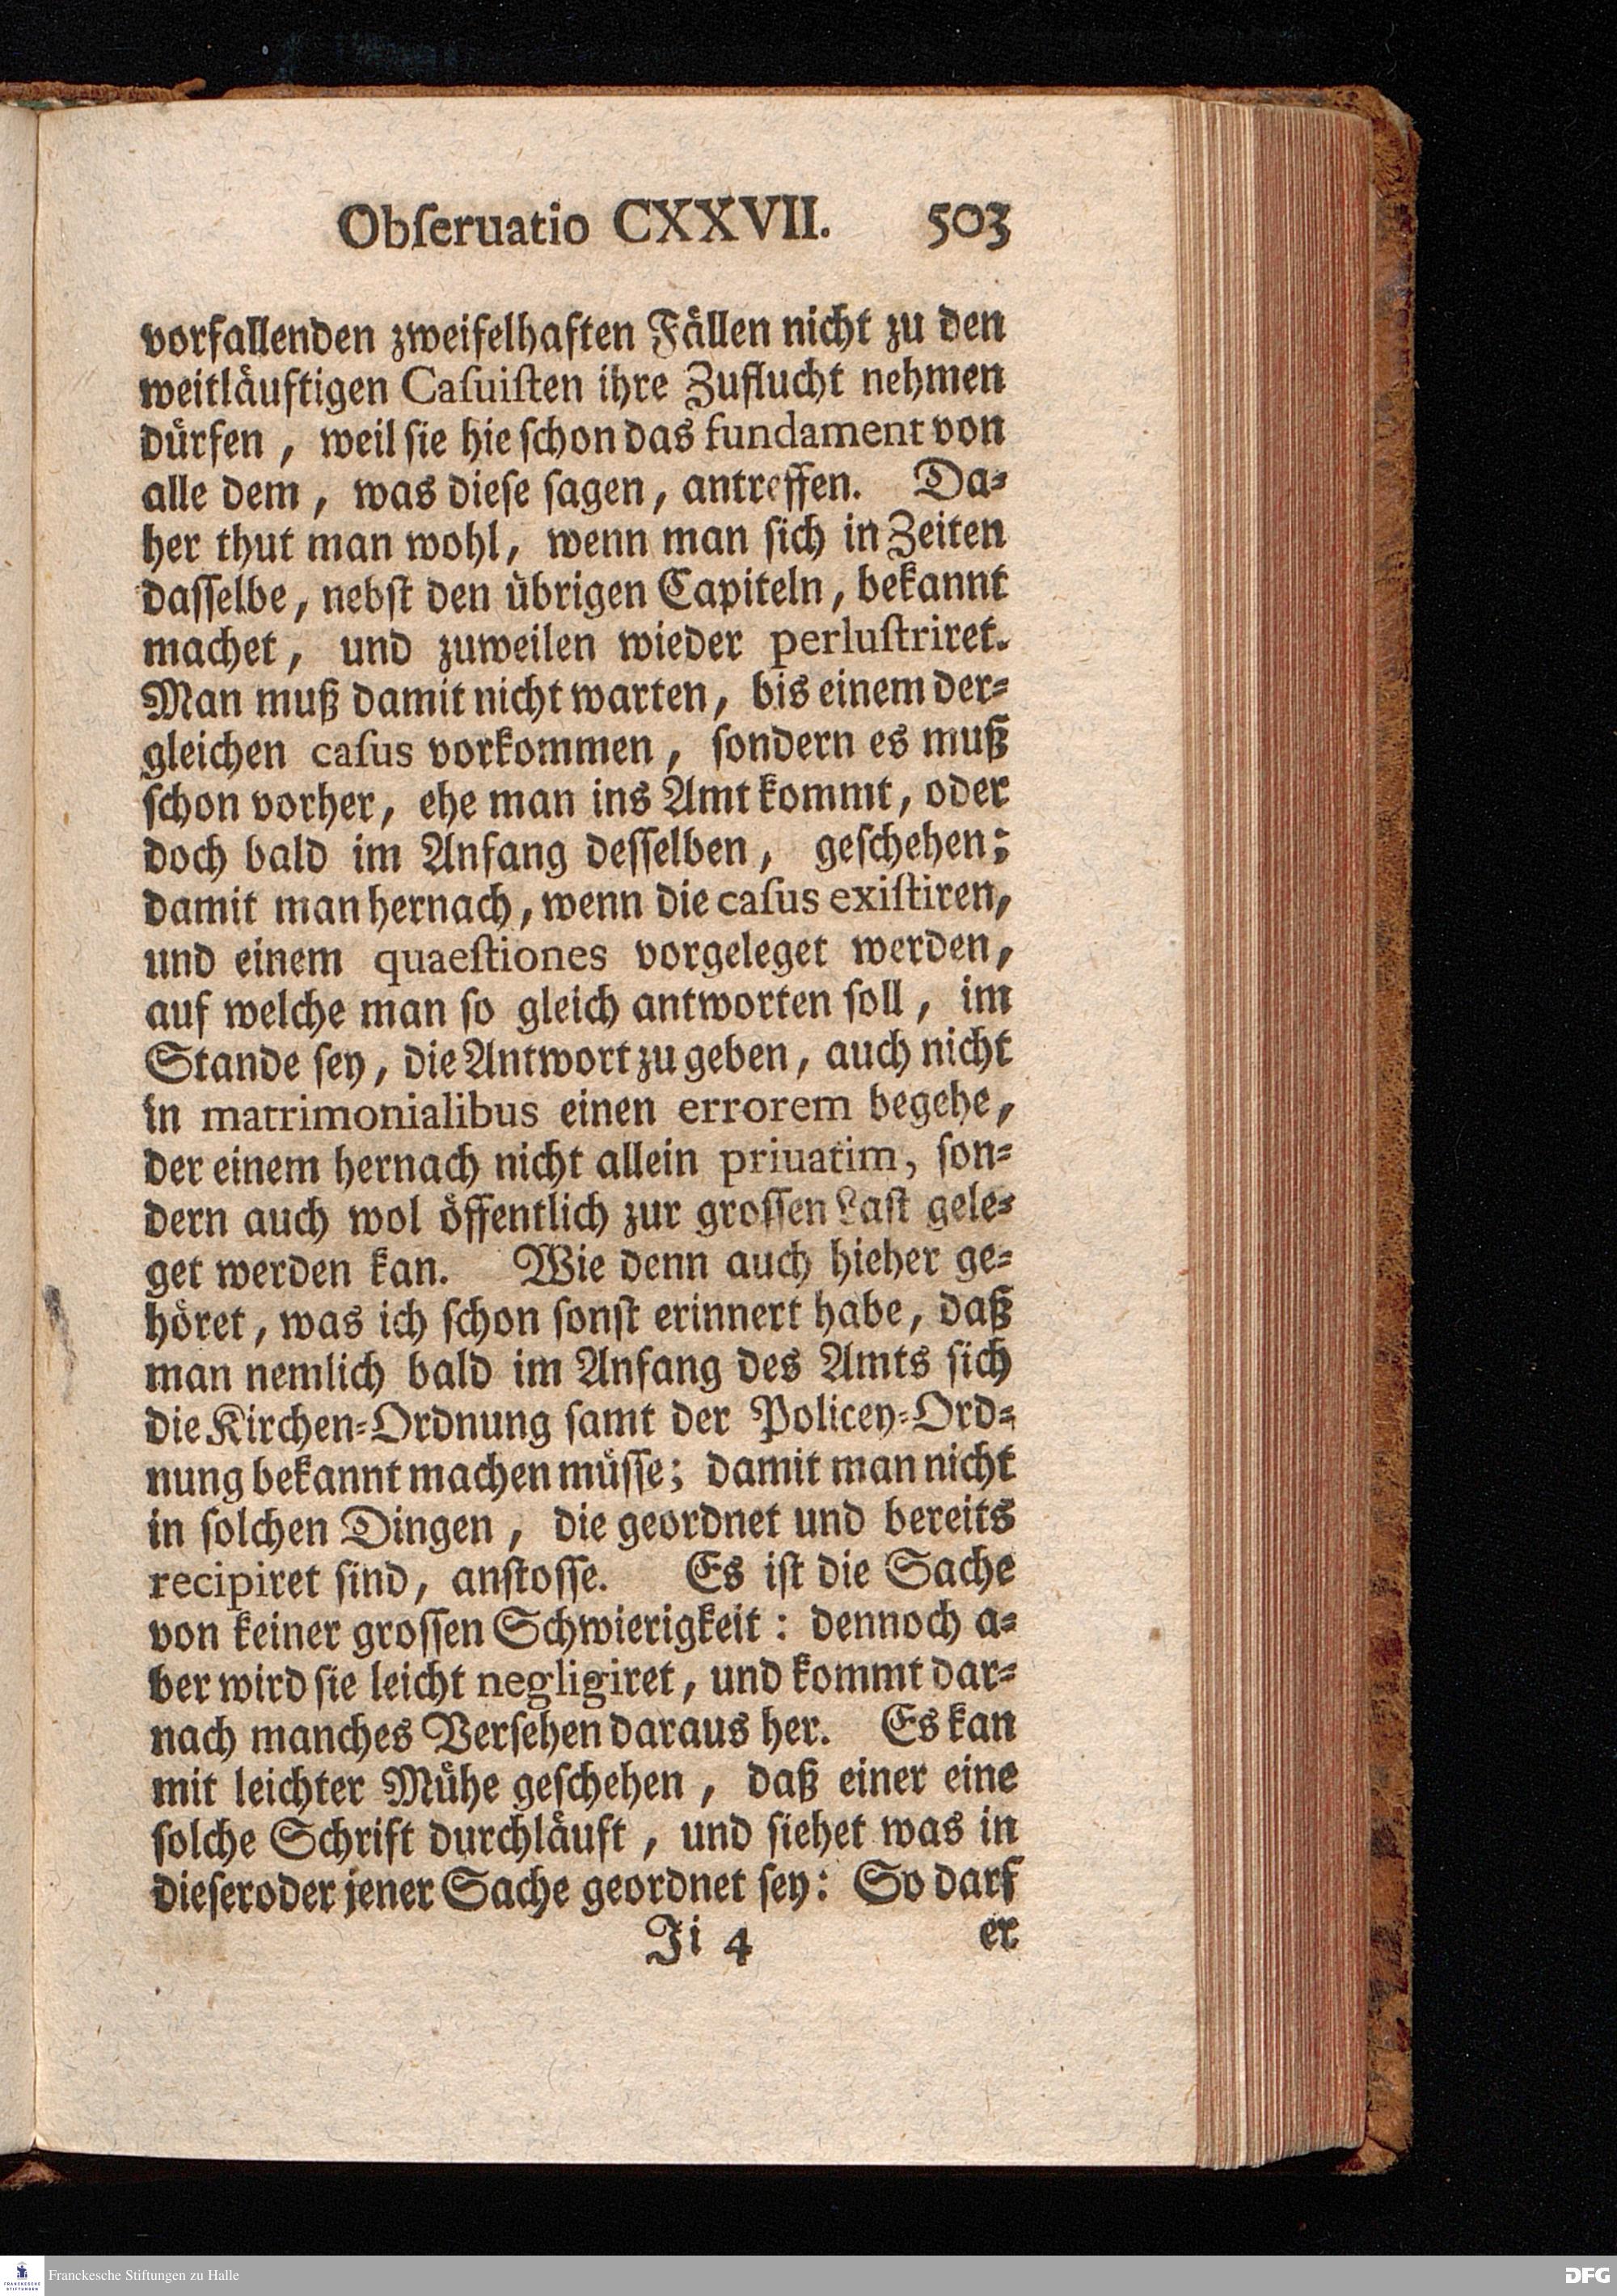 Obſeruatio CXXVII. 503
vorfallenden zweifelhaften Fällen nicht zu den
weitläuftigen Caſuiſten ihre Zuflucht nehmen
dürfen, weil ſie hie ſchon das fundament von
alle dem, was dieſe ſagen, antreffen. Da⸗
her thut man wohl, wenn man ſich in Zeiten
daſſelbe, nebſt den übrigen Capiteln, bekannt
machet, und zuweilen wieder perluſtriret.
Man muß damit nicht warten, bis einem der⸗
gleichen caſus vorkommen, ſondern es muß
ſchon vorher, ehe man ins Amt kommt, oder
doch bald im Anfang deſſelben, geſchehen;
damit man hernach, wenn die caſus exiſtiren,
und einem quaeſtiones vorgeleget werden,
auf welche man ſo gleich antworten ſoll, im
Stande ſey, die Antwort zu geben, auch nicht
in matrimonialibus einen errorem begehe,
der einem hernach nicht allein priuatim, ſon⸗
dern auch wol öffentlich zur groſſen Laſt gele⸗
get werden kan. Wie denn auch hieher ge⸗
höret, was ich ſchon ſonſt erinnert habe, daß
man nemlich bald im Anfang des Amts ſich
die Kirchen⸗Ordnung ſamt der Policey⸗Ord⸗
nung bekannt machen müſſe; damit man nicht
in ſolchen Dingen, die geordnet und bereits
recipiret ſind, anſtoſſe. Es iſt die Sache
von keiner groſſen Schwierigkeit: dennoch a⸗
ber wird ſie leicht negligiret, und kommt dar⸗
nach manches Verſehen daraus her. Es kan
mit leichter Mühe geſchehen, daß einer eine
ſolche Schrift durchläuft, und ſiehet was in
dieſer oder jener Sache geordnet ſey: So darf
Ji 4 er
FRANCKESCHE STIFTUNGEN
Franckesche Stiftungen zu Halle
DFG